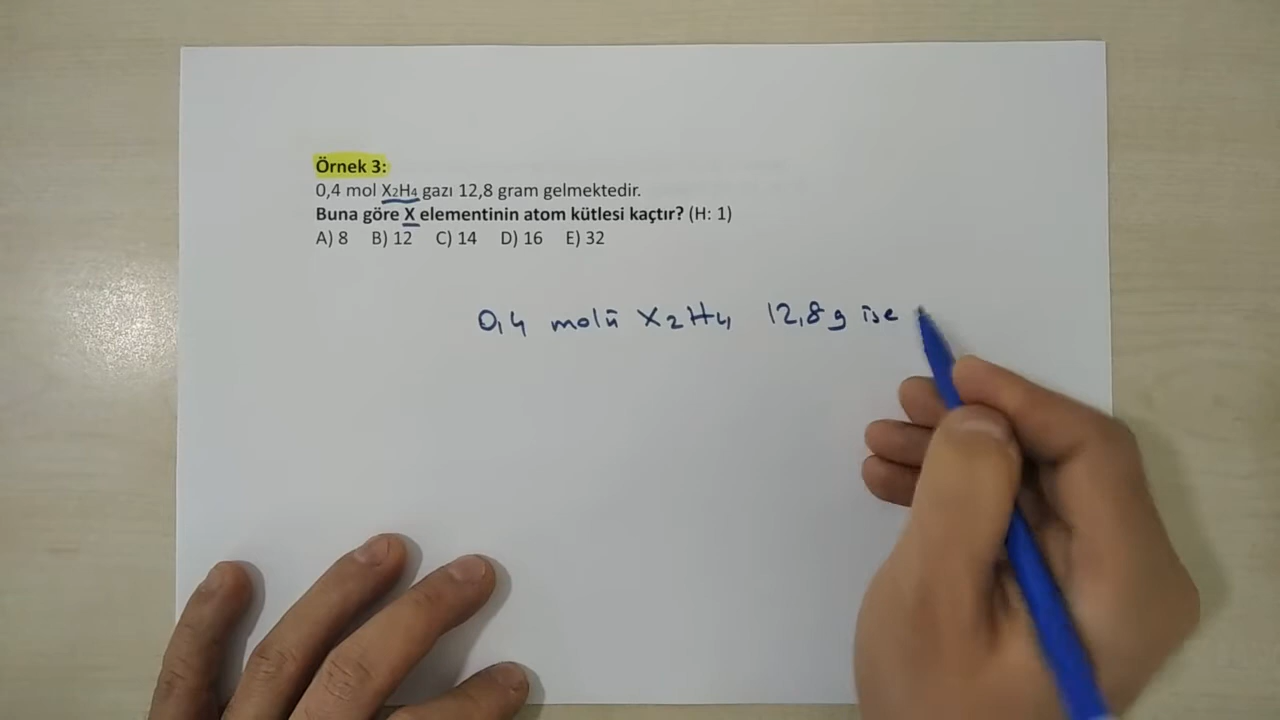 Örnek 3:
0,4 mol X₂H₄ gazı 12,8 gram gelmektedir.
Buna göre X elementinin atom kütlesi kaçtır? (H: 1)
A) 8 B) 12 C) 14 D) 16 E) 32
0,4 molü X₂H₄ 12,8g ise